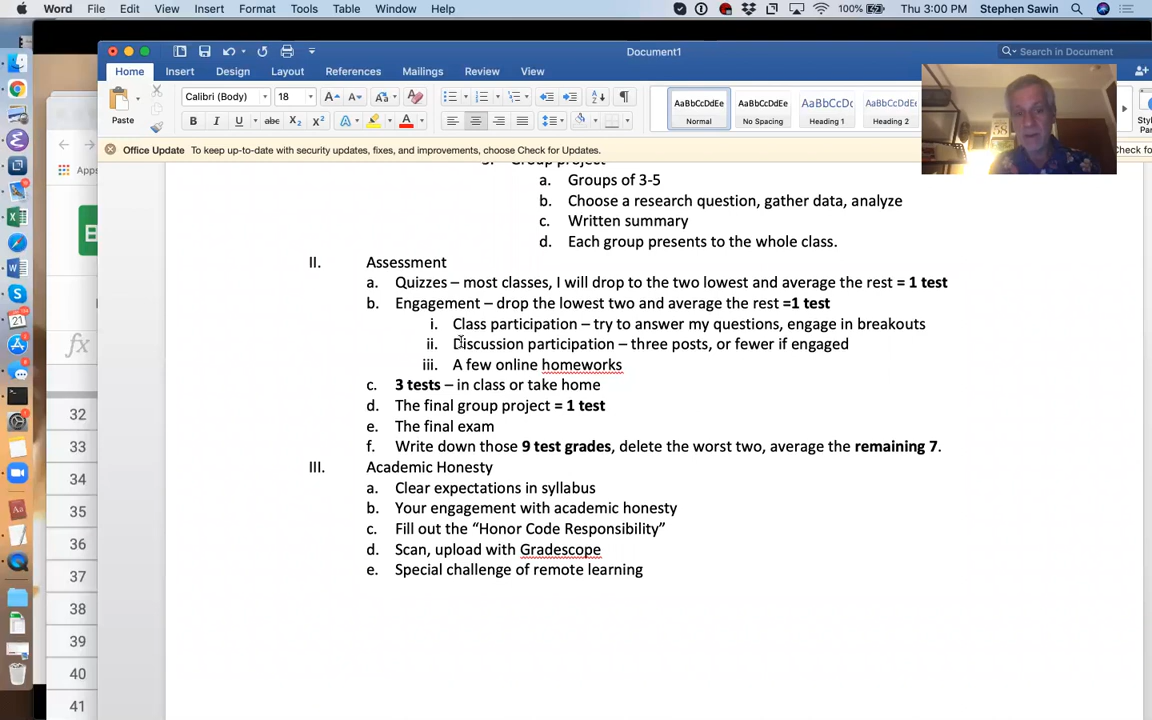 Word File Edit View Insert Format Tools Table Window Help 100% Thu 3:00 PM Stephen Sawin
Document1
Search in Document
Home Insert Design Layout References Mailings Review View
Paste Calibri (Body) 18 AaBbCcDdEe AaBbCcDdEe AaBbCcDc AaBbCcDdEe
B I U abc X2 X2 A A Normal No Spacing Heading 1 Heading 2
Office Update To keep up-to-date with security updates, fixes, and improvements, choose Check for Updates.
Group project
a. Groups of 3-5
b. Choose a research question, gather data, analyze
c. Written summary
d. Each group presents to the whole class.
II. Assessment
a. Quizzes – most classes, I will drop to the two lowest and average the rest = 1 test
b. Engagement – drop the lowest two and average the rest =1 test
i. Class participation – try to answer my questions, engage in breakouts
ii. Discussion participation – three posts, or fewer if engaged
iii. A few online homeworks
c. 3 tests – in class or take home
d. The final group project = 1 test
e. The final exam
f. Write down those 9 test grades, delete the worst two, average the remaining 7.
III. Academic Honesty
a. Clear expectations in syllabus
b. Your engagement with academic honesty
c. Fill out the “Honor Code Responsibility”
d. Scan, upload with Gradescope
e. Special challenge of remote learning
Apps
fx
32
33
34
35
36
37
38
39
40
41